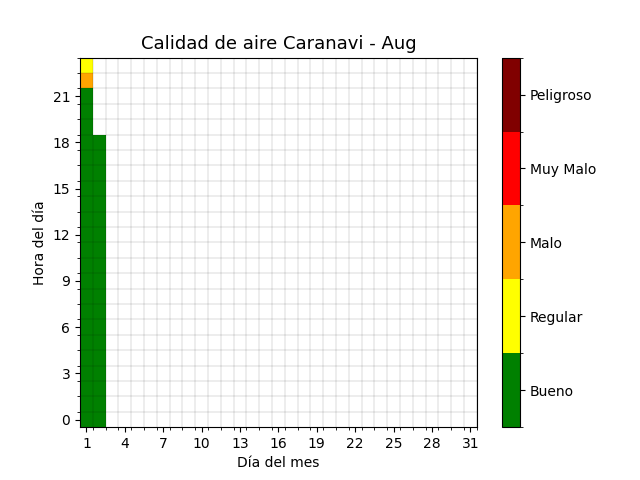 Calidad de aire Caranavi - Aug
Hora del día
21
18
15
12
9
6
3
0
1 4 7 10 13 16 19 22 25 28 31
Día del mes
Peligroso
Muy Malo
Malo
Regular
Bueno